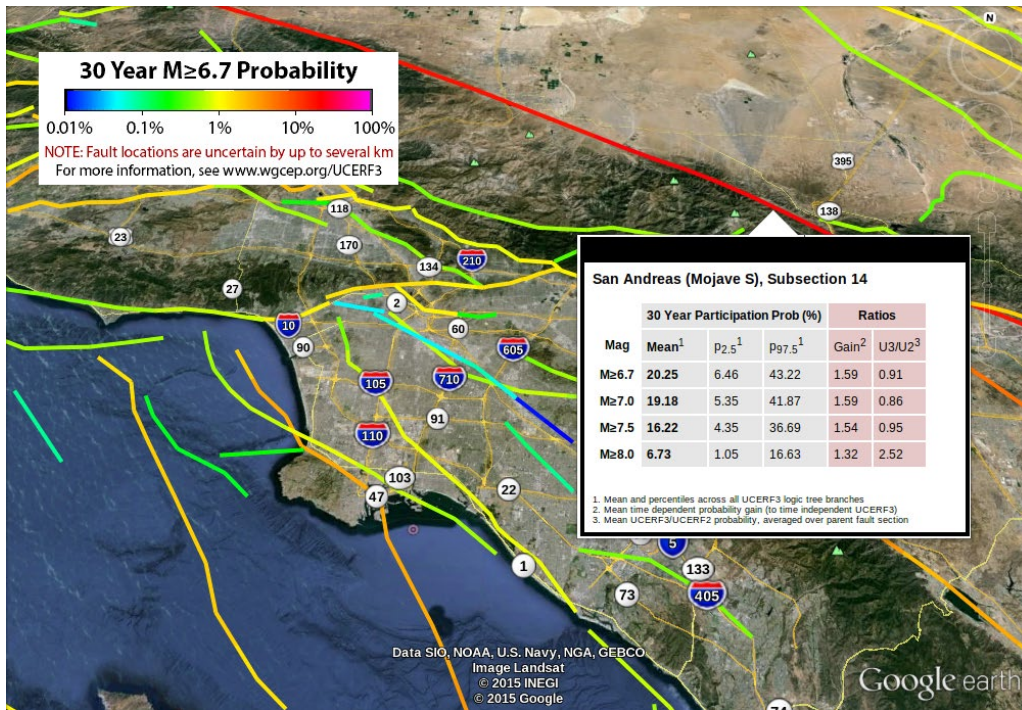 N
30 Year M≥6.7 Probability
0.01% 0.1% 1% 10% 100%
NOTE: Fault locations are uncertain by up to several km
For more information, see www.wgcep.org/UCERF3
395
138
118
23
170
210
134
27
2
10
60
90
605
105
710
91
110
103
47
22
1
5
133
73
405
74
San Andreas (Mojave S), Subsection 14
30 Year Participation Prob (%) Ratios
Mag Mean1 p2.51 p97.51 Gain2 U3/U23
M≥6.7 20.25 6.46 43.22 1.59 0.91
M≥7.0 19.18 5.35 41.87 1.59 0.86
M≥7.5 16.22 4.35 36.69 1.54 0.95
M≥8.0 6.73 1.05 16.63 1.32 2.52
1. Mean and percentiles across all UCERF3 logic tree branches
2. Mean time dependent probability gain (to time independent UCERF3)
3. Mean UCERF3/UCERF2 probability, averaged over parent fault section
Data SIO, NOAA, U.S. Navy, NGA, GEBCO
Image Landsat
© 2015 INEGI
© 2015 Google
Google earth